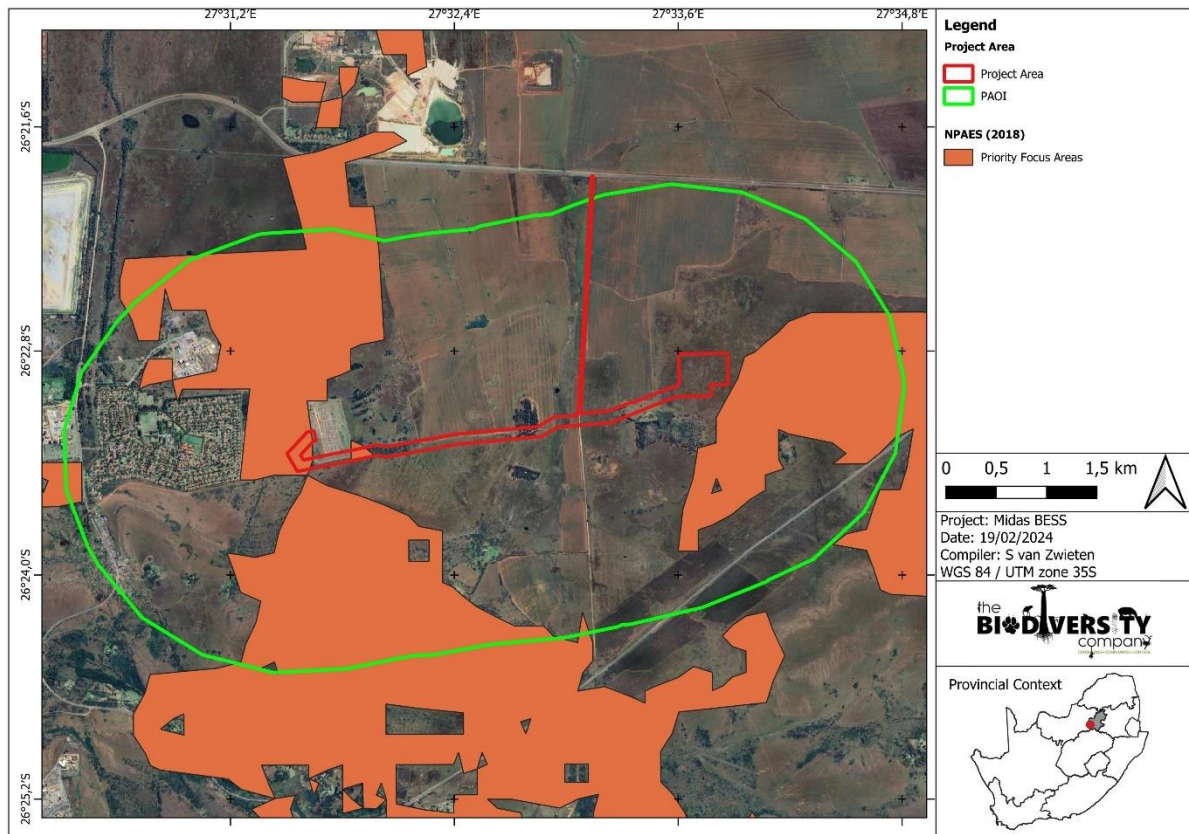 27°31,2'E
27°32,4'E
27°33,6'E
27°34,8'E
26°21,6'S
26°22,8'S
26°24,0'S
26°25,2'S
Legend
Project Area
Project Area
PAOI
NPAES (2018)
Priority Focus Areas
0 0,5 1 1,5 km
Project: Midas BESS
Date: 19/02/2024
Compiler: S van Zwieten
WGS 84 / UTM zone 35S
the
BIODIVERSITY
company
Provincial Context